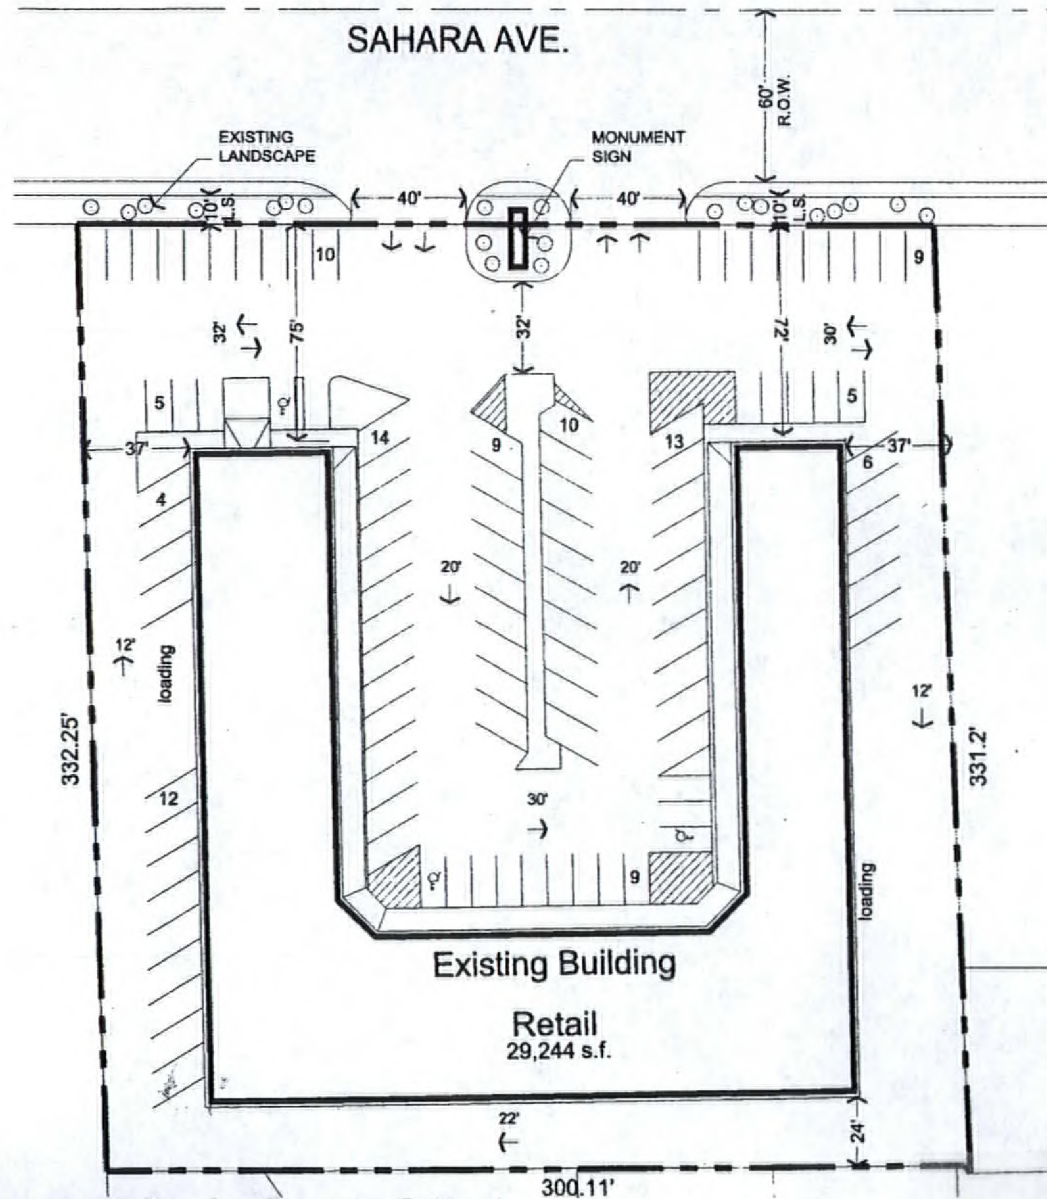 SAHARA AVE.
60'
R.O.W.
EXISTING
LANDSCAPE
MONUMENT
SIGN
10'
L.S.
40'
40'
10'
L.S.
10
9
32'
75'
32'
72'
30'
5
5
14
9
10
13
37'
37'
4
6
20'
20'
12'
loading
12'
332.25'
331.2'
12
30'
9
loading
Existing Building
Retail
29,244 s.f.
22'
24'
300.11'